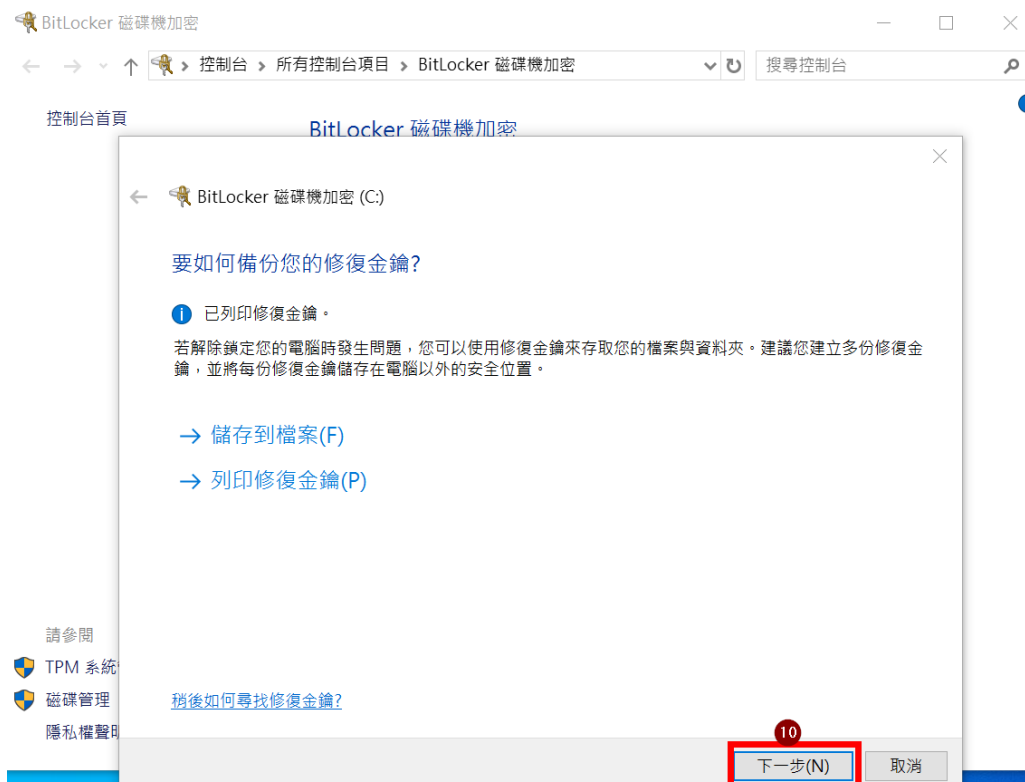 BitLocker 磁碟機加密
控制台 › 所有控制台項目 › BitLocker 磁碟機加密
搜尋控制台
控制台首頁
BitLocker 磁碟機加密
BitLocker 磁碟機加密 (C:)
要如何備份您的修復金鑰?
已列印修復金鑰。
若解除鎖定您的電腦時發生問題，您可以使用修復金鑰來存取您的檔案與資料夾。建議您建立多份修復金
鑰，並將每份修復金鑰儲存在電腦以外的安全位置。
儲存到檔案(F)
列印修復金鑰(P)
請參閱
TPM 系統
磁碟管理
稍後如何尋找修復金鑰?
隱私權聲明
10
下一步(N)
取消